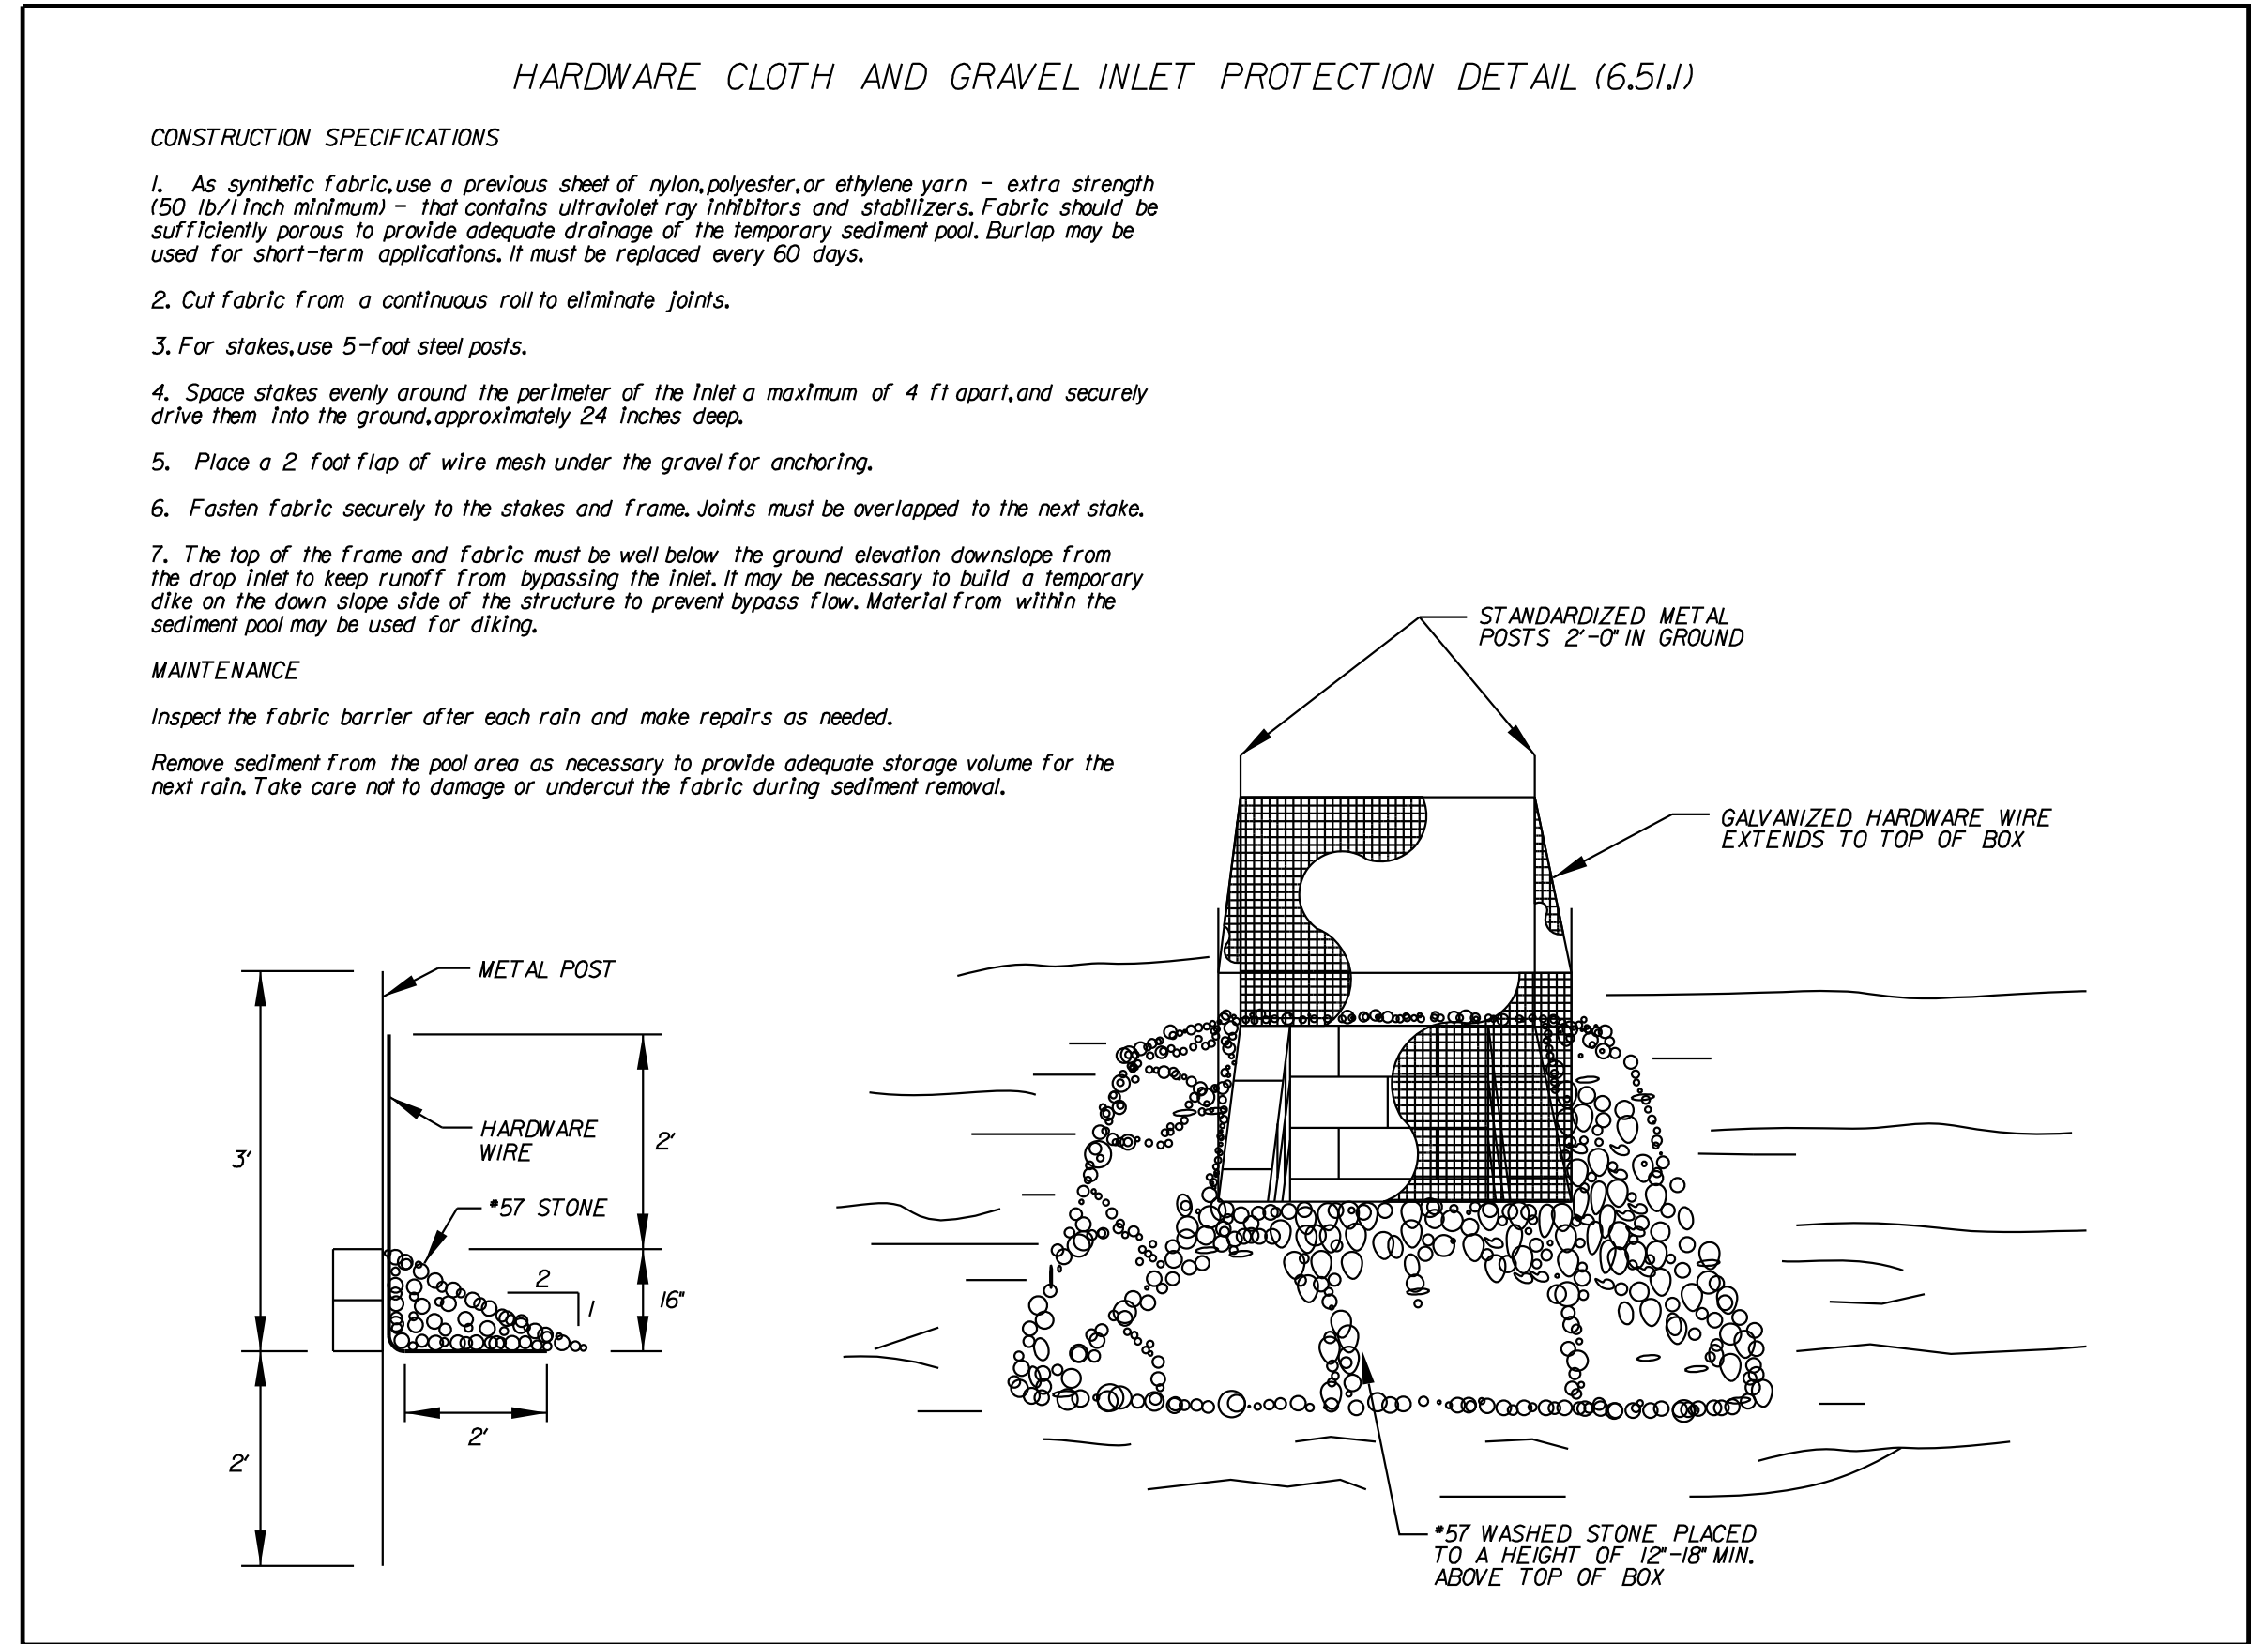 HARDWARE CLOTH AND GRAVEL INLET PROTECTION DETAIL (6.51.1)
CONSTRUCTION SPECIFICATIONS
1. As synthetic fabric, use a previous sheet of nylon, polyester, or ethylene yarn - extra strength
(50 lb/1 inch minimum) - that contains ultraviolet ray inhibitors and stabilizers. Fabric should be
sufficiently porous to provide adequate drainage of the temporary sediment pool. Burlap may be
used for short-term applications. It must be replaced every 60 days.
2. Cut fabric from a continuous roll to eliminate joints.
3. For stakes, use 5-foot steel posts.
4. Space stakes evenly around the perimeter of the inlet a maximum of 4 ft apart, and securely
drive them into the ground, approximately 24 inches deep.
5. Place a 2 foot flap of wire mesh under the gravel for anchoring.
6. Fasten fabric securely to the stakes and frame. Joints must be overlapped to the next stake.
7. The top of the frame and fabric must be well below the ground elevation downslope from
the drop inlet to keep runoff from bypassing the inlet. It may be necessary to build a temporary
dike on the down slope side of the structure to prevent bypass flow. Material from within the
sediment pool may be used for diking.
MAINTENANCE
Inspect the fabric barrier after each rain and make repairs as needed.
Remove sediment from the pool area as necessary to provide adequate storage volume for the
next rain. Take care not to damage or undercut the fabric during sediment removal.
STANDARDIZED METAL
POSTS 2'-0" IN GROUND
GALVANIZED HARDWARE WIRE
EXTENDS TO TOP OF BOX
METAL POST
HARDWARE
WIRE
2'
3'
#57 STONE
2
1
16"
2'
2'
#57 WASHED STONE PLACED
TO A HEIGHT OF 12"-18" MIN.
ABOVE TOP OF BOX